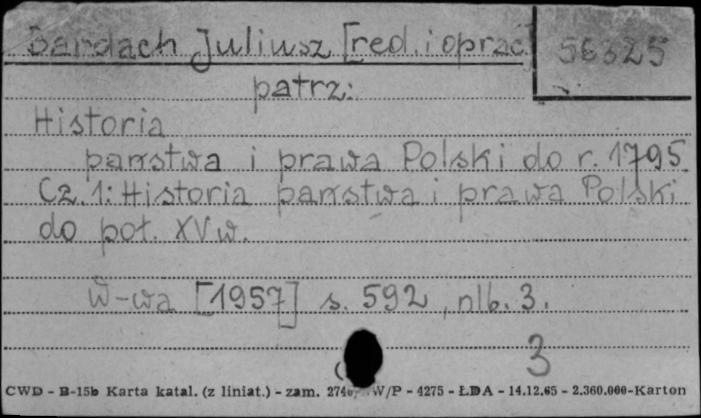 Bardach Juliusz [red. i oprac] 56325
patrz:
Historia
państwa i prawa Polski do r. 1795.
Cz. 1: Historia państwa i prawa Polski
do poł. XV w.
W-wa [1957] s. 592, nlb. 3.
3
CWD - B-15b Karta katal. (z liniat.) - zam. W/P - 4275 - ŁDA - 14.12.65 - 2.360.000-Karton